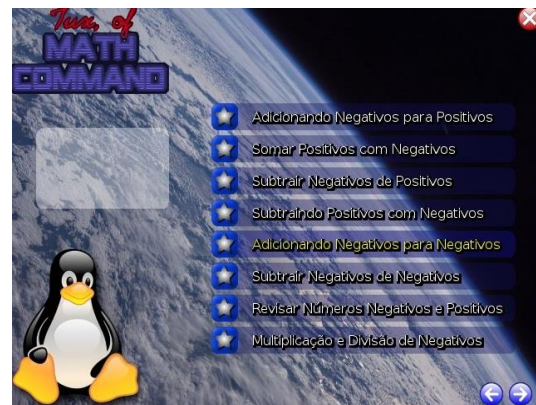 Tux, of
MATH
COMMAND
Adicionando Negativos para Positivos
Somar Positivos com Negativos
Subtrair Negativos de Positivos
Subtraindo Positivos com Negativos
Adicionando Negativos para Negativos
Subtrair Negativos de Negativos
Revisar Números Negativos e Positivos
Multiplicação e Divisão de Negativos